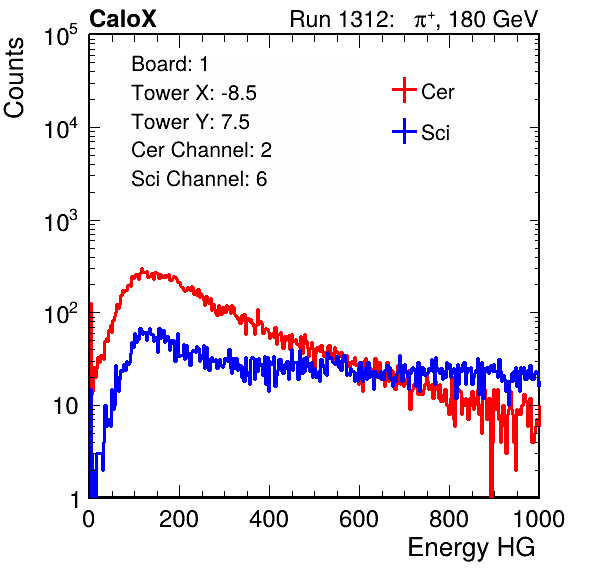 CaloX Run 1312: π⁺, 180 GeV
Counts
Board: 1
Tower X: -8.5
Tower Y: 7.5
Cer Channel: 2
Sci Channel: 6
Cer
Sci
10⁵
10⁴
10³
10²
10
1
0 200 400 600 800 1000
Energy HG